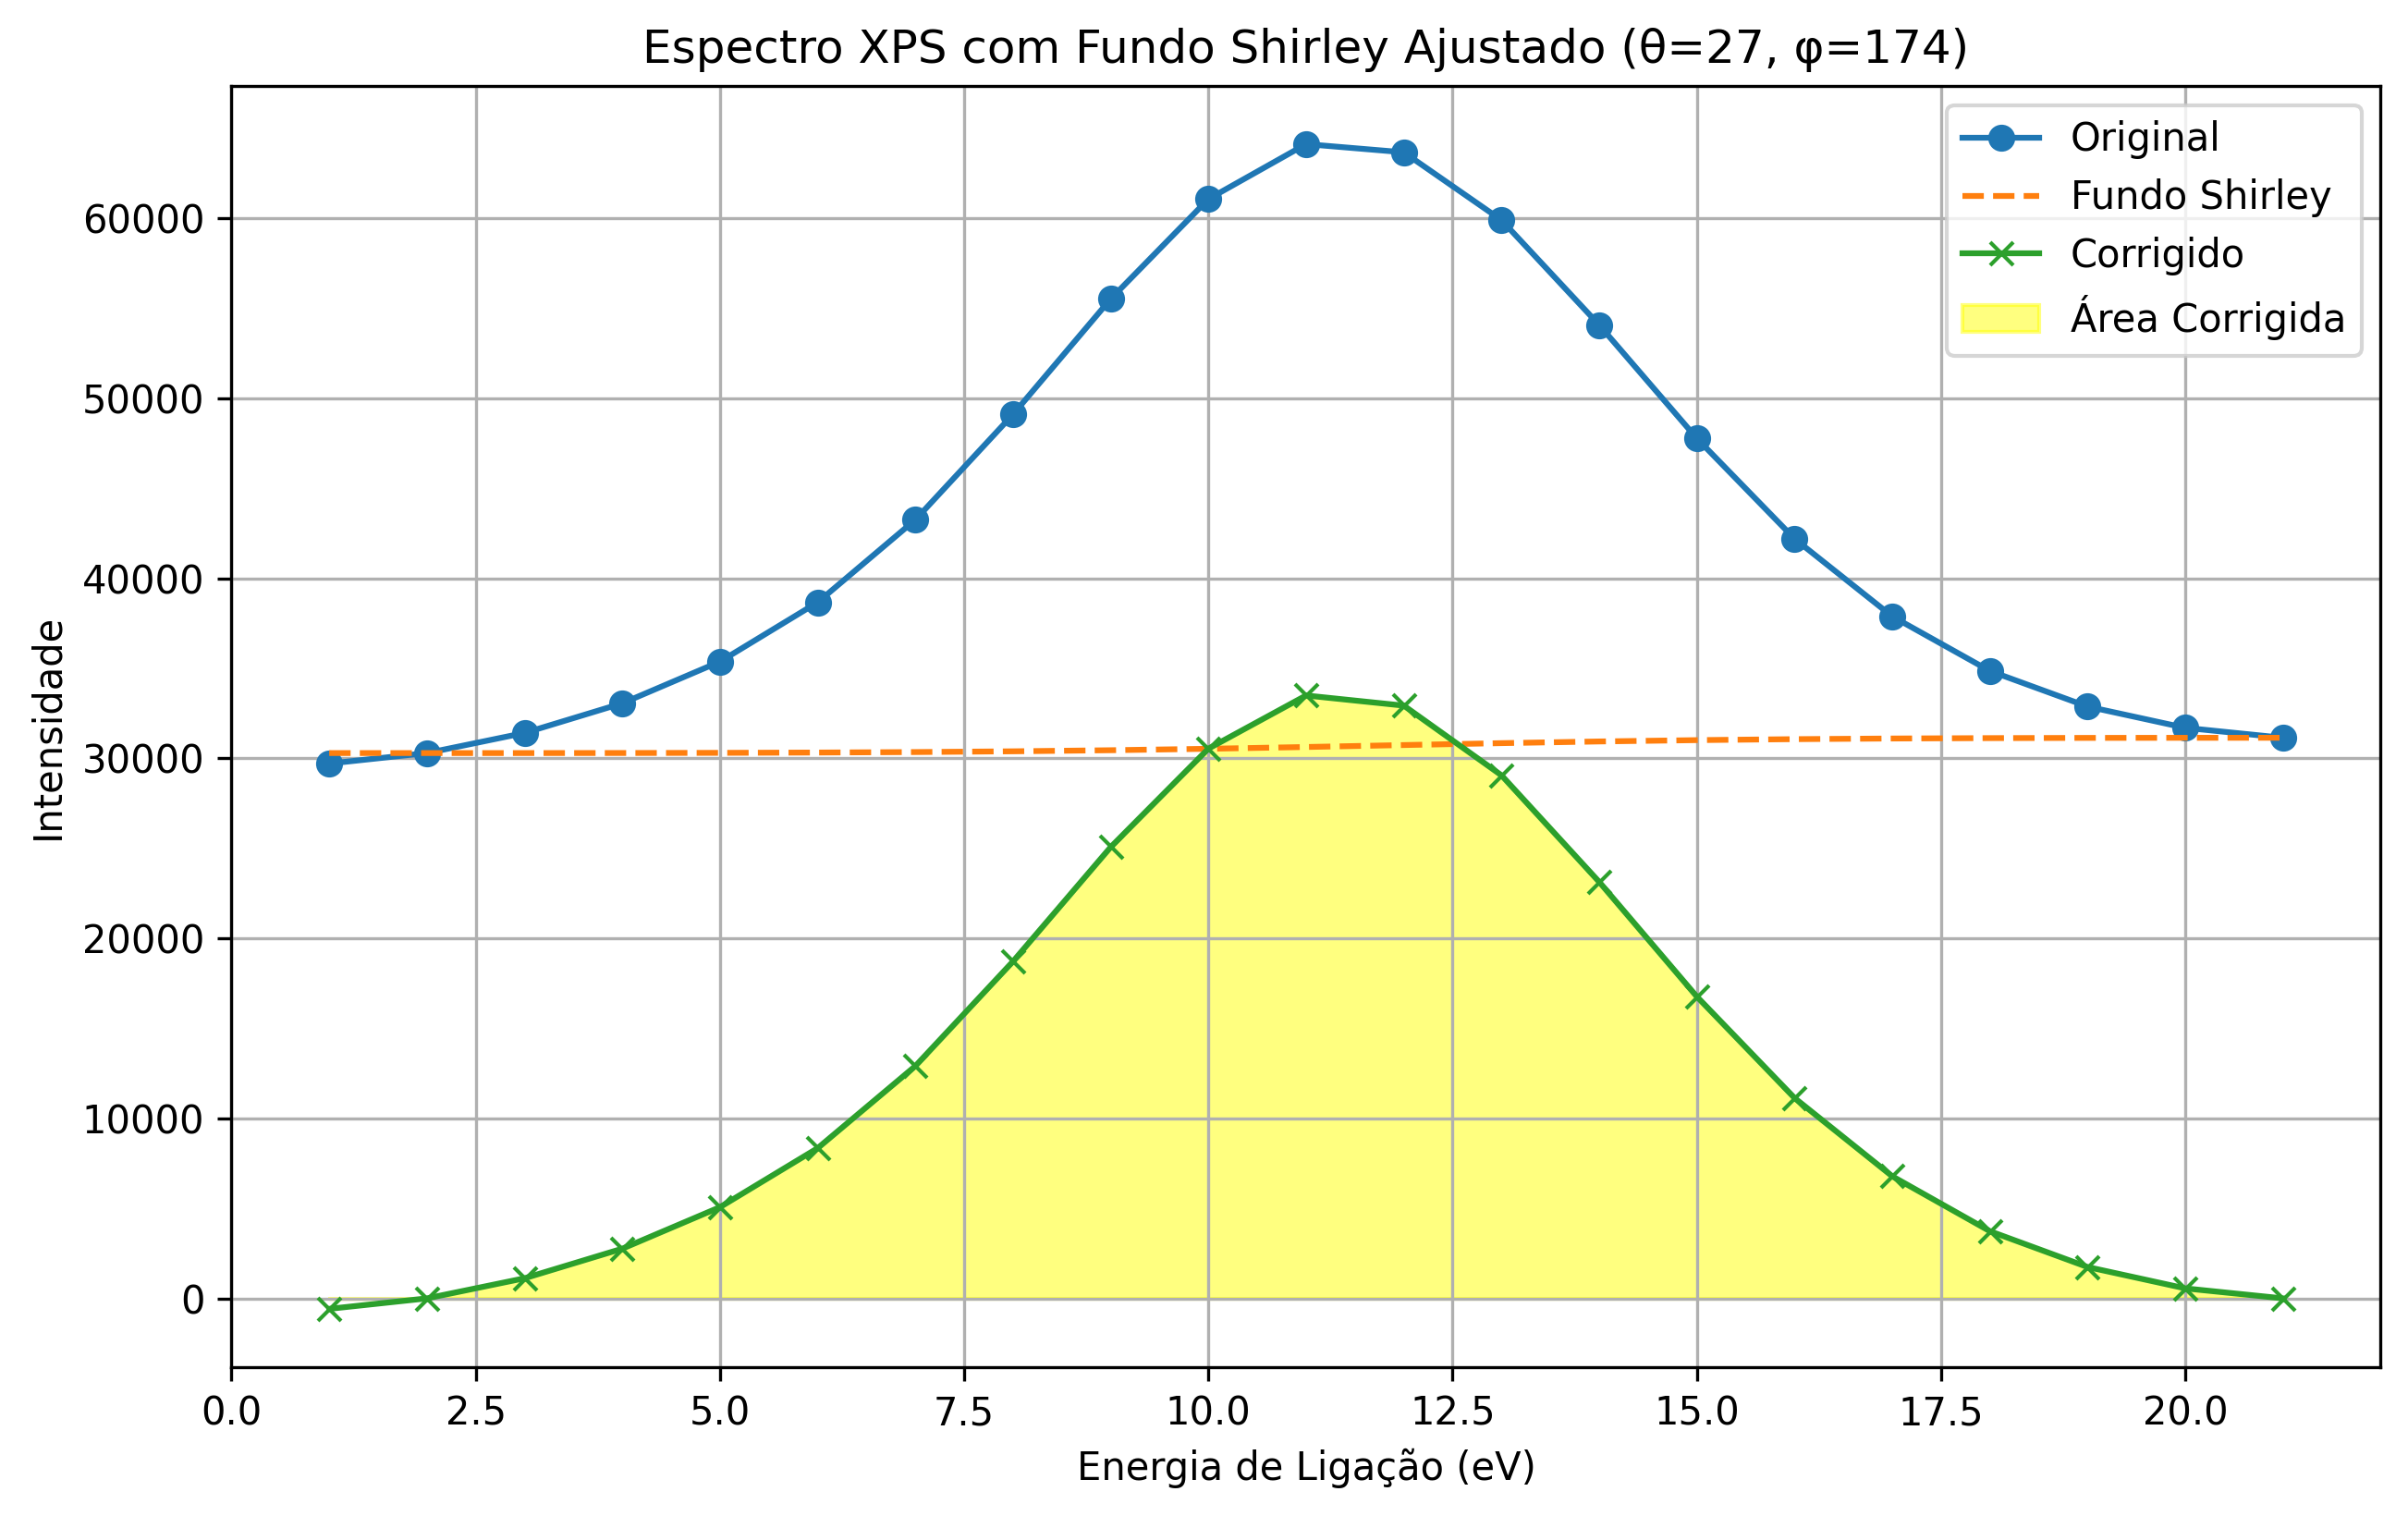 Espectro XPS com Fundo Shirley Ajustado (θ=27, φ=174)
Original
Fundo Shirley
Corrigido
Área Corrigida
60000
50000
40000
30000
20000
10000
0
Intensidade
0.0 2.5 5.0 7.5 10.0 12.5 15.0 17.5 20.0
Energia de Ligação (eV)